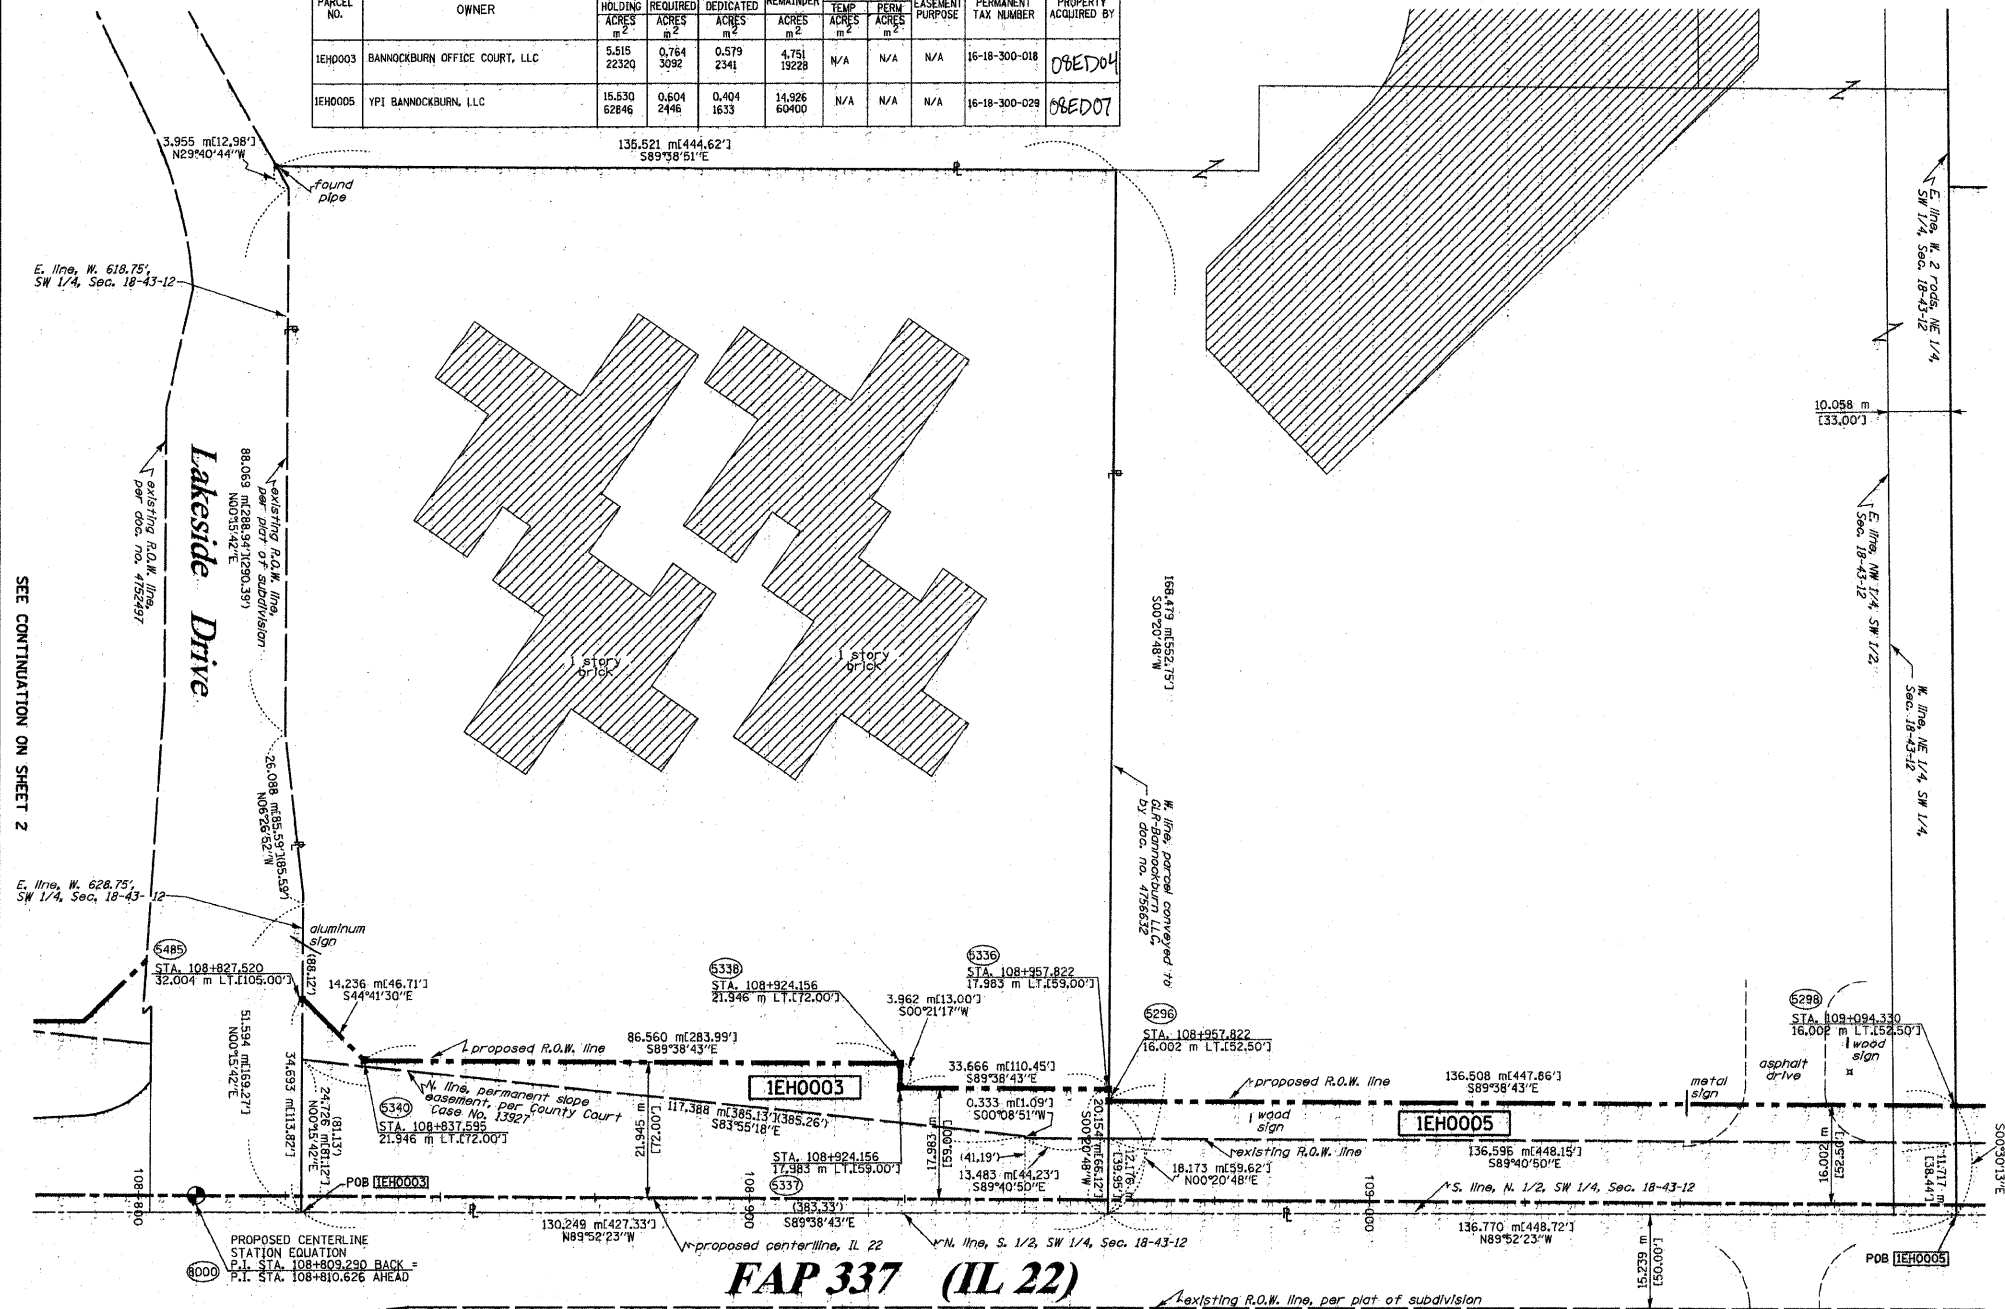 PARCEL NO.
OWNER
HOLDING ACRES m2
REQUIRED ACRES m2
DEDICATED ACRES m2
REMAINDER ACRES m2
TEMP ACRES m2
PERM ACRES m2
EASEMENT PURPOSE
PERMANENT TAX NUMBER
PROPERTY ACQUIRED BY
1EH0003 BANNOCKBURN OFFICE COURT, LLC 5.515 0.764 0.579 4.751 N/A N/A N/A 16-18-300-018 08ED04
22320 3092 2341 19228
1EH0005 YPI BANNOCKBURN, LLC 15.530 0.604 0.404 14.926 N/A N/A N/A 16-18-300-029 08ED07
62846 2446 1633 60400
3.955 m[12.98']
N29°40'44"W
135.521 m[444.62']
S89°38'51"E
found
pipe
E. line, W. 618.75',
SW 1/4, Sec. 18-43-12
E. line, W. 2 rods, NE 1/4,
SW 1/4, Sec. 18-43-12
10.058 m
[33.00']
existing R.O.W. line,
per doc. no. 4752497
Lakeside Drive
88.069 m[288.94'](290.39')
N00°15'42"E
existing R.O.W. line,
per plat of subdivision
E. line, NW 1/4, SW 1/2,
Sec. 18-43-12
W. line, NE 1/4, SW 1/4,
Sec. 18-43-12
168.479 m[552.75']
S00°20'48"W
1 story
brick
1 story
brick
SEE CONTINUATION ON SHEET 2
26.088 m[85.59'](85.59')
N06°26'52"W
W. line, parcel conveyed to
GLR-Bannockburn LLC,
by doc. no. 4756632
E. line, W. 628.75',
SW 1/4, Sec. 18-43-12
aluminum
sign
(88.12')
5485
STA. 108+827.520
32.004 m LT.[105.00']
14.236 m[46.71']
S44°41'30"E
5338
STA. 108+924.156
21.946 m LT.[72.00']
5336
STA. 108+957.822
17.983 m LT.[59.00']
3.962 m[13.00']
S00°21'17"W
5296
STA. 108+957.822
16.002 m LT.[52.50']
5298
STA. 109+094.330
16.002 m LT.[52.50']
wood
sign
asphalt
drive
metal
sign
proposed R.O.W. line
86.560 m[283.99']
S89°38'43"E
33.666 m[110.45']
S89°38'43"E
0.333 m[1.09']
S00°08'51"W
proposed R.O.W. line
136.508 m[447.86']
S89°38'43"E
1EH0003
1EH0005
wood
sign
51.594 m[169.27']
N00°15'42"E
34.693 m[113.82']
24.726 m[81.12']
(81.13')
N00°15'42"E
N. line, permanent slope
easement, per County Court
Case No. 13927
5340
STA. 108+837.595
21.946 m LT.[72.00']
117.388 m[385.13'](385.26')
S83°55'18"E
21.945 m
[72.00']
17.983 m
[59.00']
STA. 108+924.156
17.983 m LT.[59.00']
5337
(41.19')
13.483 m[44.23']
S89°40'50"E
20.154 m[66.12']
S00°20'48"W
18.173 m[59.62']
N00°20'48"E
existing R.O.W. line
136.596 m[448.15']
S89°40'50"E
16.002 m
[52.50']
11.717 m
[38.44']
S00°30'13"E
POB 1EH0003
108+800
108+900
109+000
(383.33')
S89°38'43"E
130.249 m[427.33']
N89°52'23"W
S. line, N. 1/2, SW 1/4, Sec. 18-43-12
136.770 m[448.72']
N89°52'23"W
proposed centerline, IL 22
N. line, S. 1/2, SW 1/4, Sec. 18-43-12
15.239 m
[50.00']
POB 1EH0005
PROPOSED CENTERLINE
STATION EQUATION
8000
P.I. STA. 108+809.290 BACK =
P.I. STA. 108+810.626 AHEAD
FAP 337 (IL 22)
existing R.O.W. line, per plat of subdivision